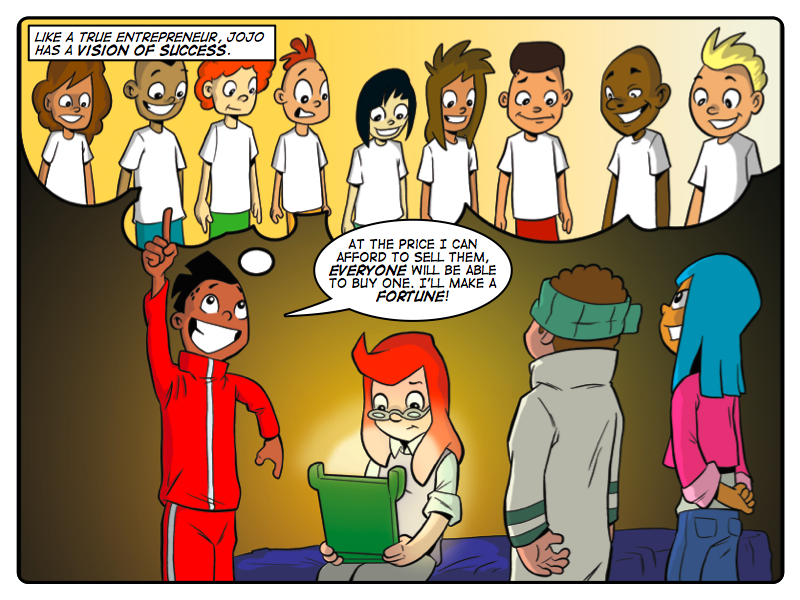 LIKE A TRUE ENTREPRENEUR, JOJO
HAS A VISION OF SUCCESS.
AT THE PRICE I CAN
AFFORD TO SELL THEM,
EVERYONE WILL BE ABLE
TO BUY ONE. I'LL MAKE A
FORTUNE!